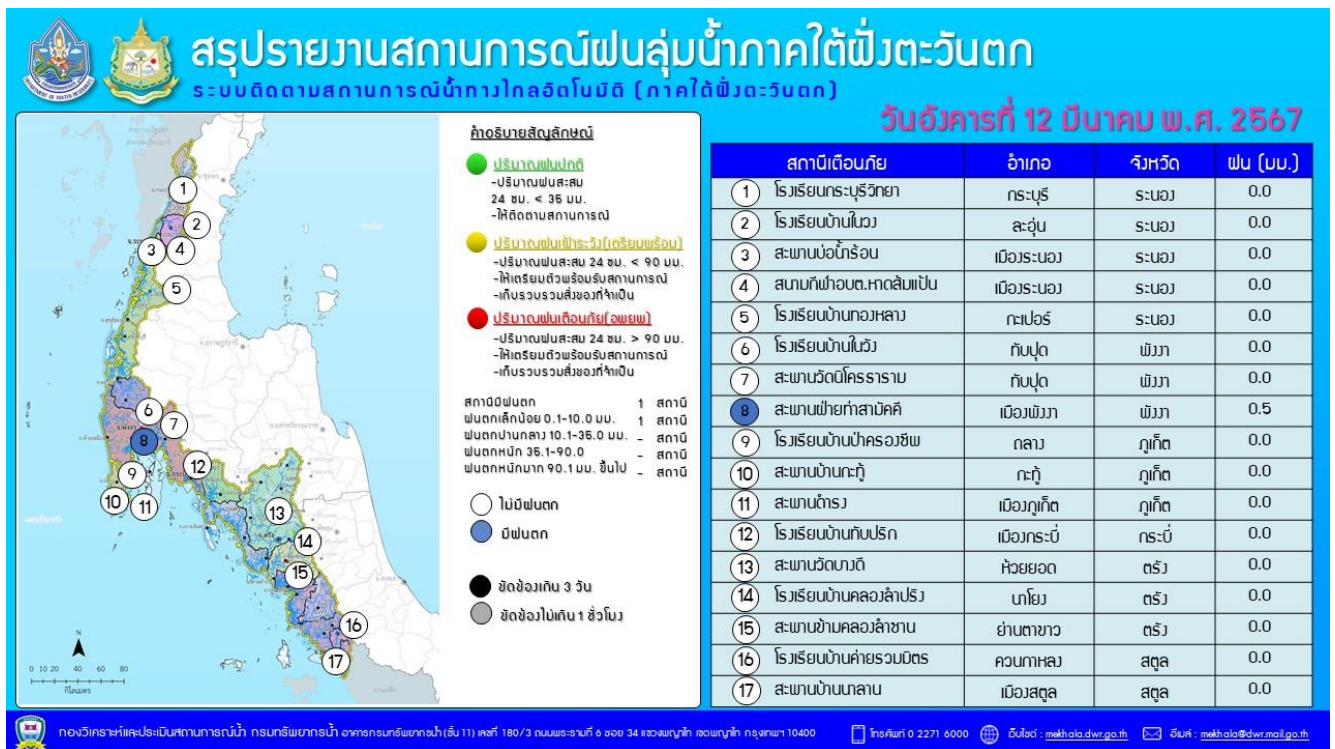 สรุปรายงานสถานการณ์ฝนลุ่มน้ำภาคใต้ฝั่งตะวันตก
ระบบติดตามสถานการณ์น้ำทางไกลอัตโนมัติ (ภาคใต้ฝั่งตะวันตก)
วันอังคารที่ 12 มีนาคม พ.ศ. 2567
คำอธิบายสัญลักษณ์
ปริมาณฝนปกติ
-ปริมาณฝนสะสม
24 ชม. < 35 มม.
-ให้ติดตามสถานการณ์
ปริมาณฝนเฝ้าระวัง(เตรียมพร้อม)
-ปริมาณฝนสะสม 24 ชม. < 90 มม.
-ให้เตรียมตัวพร้อมรับสถานการณ์
-เก็บรวบรวมสิ่งของที่จำเป็น
ปริมาณฝนเตือนภัย(อพยพ)
-ปริมาณฝนสะสม 24 ชม. > 90 มม.
-ให้เตรียมตัวพร้อมรับสถานการณ์
-เก็บรวบรวมสิ่งของที่จำเป็น
สถานีมีฝนตก 1 สถานี
ฝนตกเล็กน้อย 0.1-10.0 มม. 1 สถานี
ฝนตกปานกลาง 10.1-35.0 มม. - สถานี
ฝนตกหนัก 35.1-90.0 - สถานี
ฝนตกหนักมาก 90.1 มม. ขึ้นไป - สถานี
ไม่มีฝนตก
มีฝนตก
ขัดข้องเกิน 3 วัน
ขัดข้องไม่เกิน 1 ชั่วโมง
1
2
3 4
5
6
7
8
9
12
10 11
13
14
15
16
17
N
0 10 20 40 60 80
กิโลเมตร
สถานีเตือนภัย อำเภอ จังหวัด ฝน (มม.)
1 โรงเรียนกระบุรีวิทยา กระบุรี ระนอง 0.0
2 โรงเรียนบ้านในวง ละอุ่น ระนอง 0.0
3 สะพานบ่อน้ำร้อน เมืองระนอง ระนอง 0.0
4 สนามกีฬาอบต.หาดส้มแป้น เมืองระนอง ระนอง 0.0
5 โรงเรียนบ้านทองหลาง กะเปอร์ ระนอง 0.0
6 โรงเรียนบ้านในวัง ทับปุด พังงา 0.0
7 สะพานวัดนิโครธาราม ทับปุด พังงา 0.0
8 สะพานฝ่ายท่าสามัคคี เมืองพังงา พังงา 0.5
9 โรงเรียนบ้านป่าครองชีพ ถลาง ภูเก็ต 0.0
10 สะพานบ้านกะทู้ กะทู้ ภูเก็ต 0.0
11 สะพานดำรง เมืองภูเก็ต ภูเก็ต 0.0
12 โรงเรียนบ้านทับปริก เมืองกระบี่ กระบี่ 0.0
13 สะพานวัดบางดี ห้วยยอด ตรัง 0.0
14 โรงเรียนบ้านคลองลำปริง นาโยง ตรัง 0.0
15 สะพานข้ามคลองลำชาน ย่านตาขาว ตรัง 0.0
16 โรงเรียนบ้านค่ายรวมมิตร ควนกาหลง สตูล 0.0
17 สะพานบ้านนาลาน เมืองสตูล สตูล 0.0
กองวิเคราะห์และประเมินสถานการณ์น้ำ กรมทรัพยากรน้ำ อาคารกรมทรัพยากรน้ำ (ชั้น 11) เลขที่ 180/3 ถนนพระรามที่ 6 ซอย 34 แขวงพญาไท เขตพญาไท กรุงเทพฯ 10400 โทรศัพท์ 0 2271 6000 เว็บไซต์ : mekhala.dwr.go.th อีเมล์ : mekhala@dwr.mail.go.th